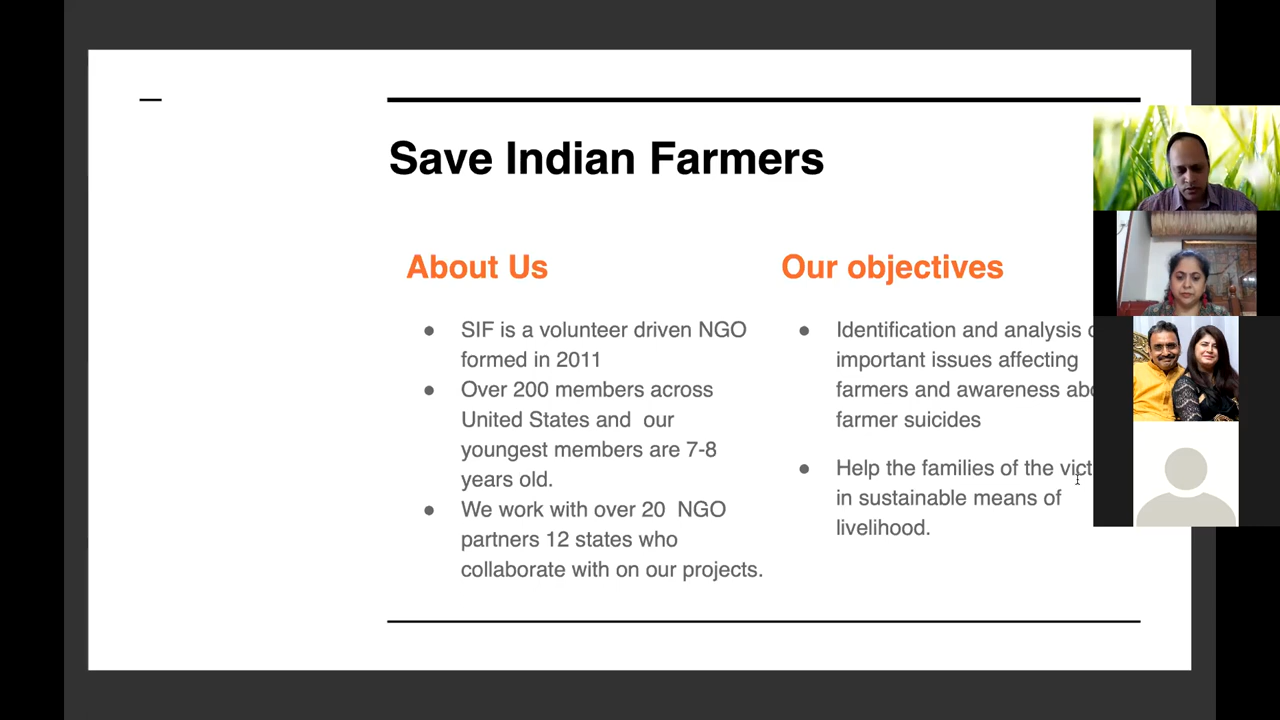 Save Indian Farmers
About Us
SIF is a volunteer driven NGO
formed in 2011
Over 200 members across
United States and our
youngest members are 7-8
years old.
We work with over 20 NGO
partners 12 states who
collaborate with on our projects.
Our objectives
Identification and analysis
important issues affecting
farmers and awareness
farmer suicides
Help the families of the
in sustainable means of
livelihood.